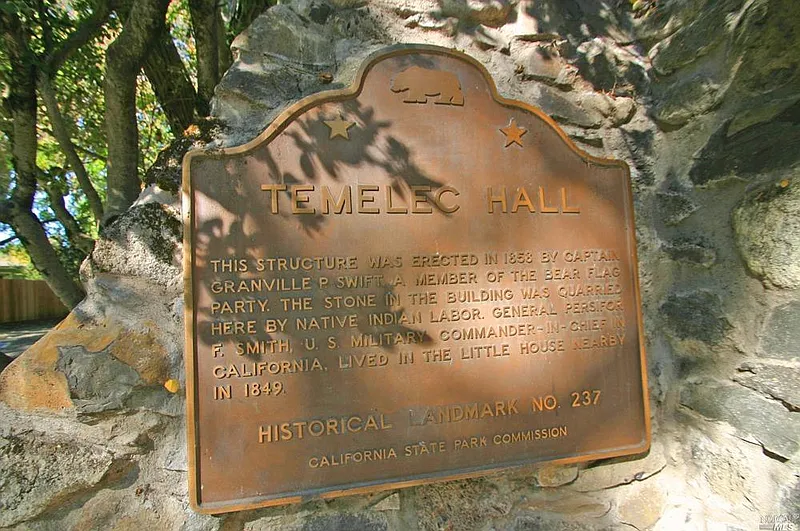 TEMELEC HALL
THIS STRUCTURE WAS ERECTED IN 1858 BY CAPTAIN
GRANVILLE P. SWIFT, A MEMBER OF THE BEAR FLAG
PARTY. THE STONE IN THE BUILDING WAS QUARRIED
HERE BY NATIVE INDIAN LABOR. GENERAL PERSIFOR
F. SMITH, U. S. MILITARY COMMANDER-IN-CHIEF IN
CALIFORNIA, LIVED IN THE LITTLE HOUSE NEARBY
IN 1849.
HISTORICAL LANDMARK NO. 237
CALIFORNIA STATE PARK COMMISSION